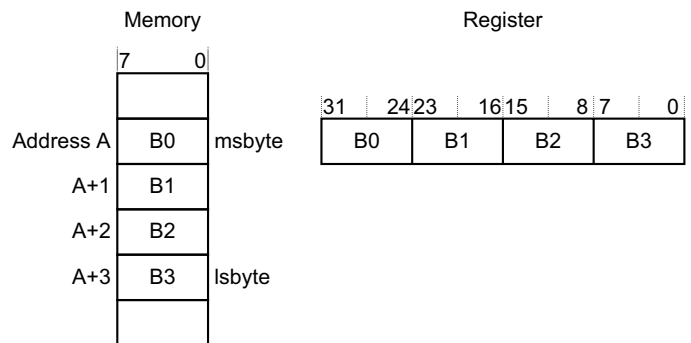 Memory
Register
7 0
31 24 23 16 15 8 7 0
Address A B0 msbyte
B0 B1 B2 B3
A+1 B1
A+2 B2
A+3 B3 lsbyte